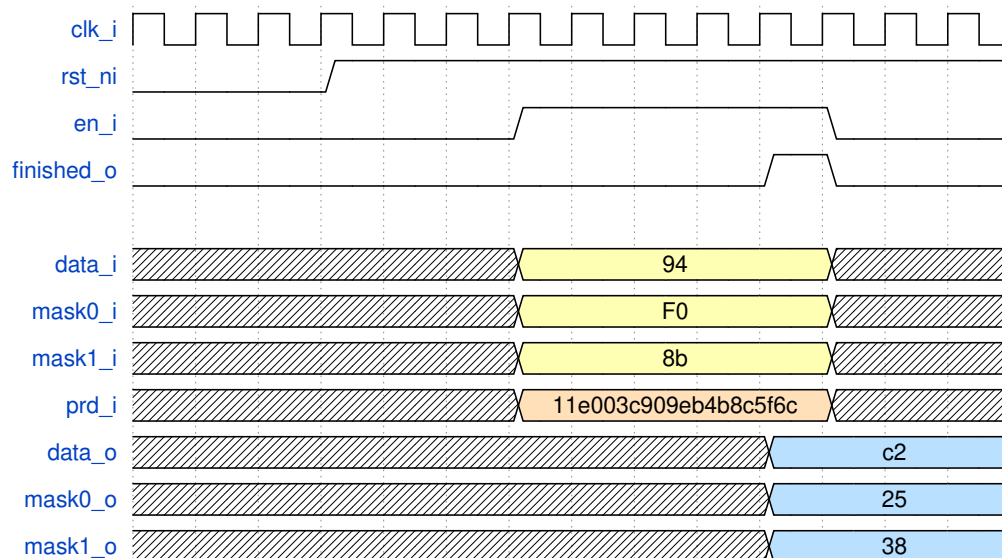 clk_i
rst_ni
en_i
finished_o
data_i 94
mask0_i F0
mask1_i 8b
prd_i 11e003c909eb4b8c5f6c
data_o c2
mask0_o 25
mask1_o 38